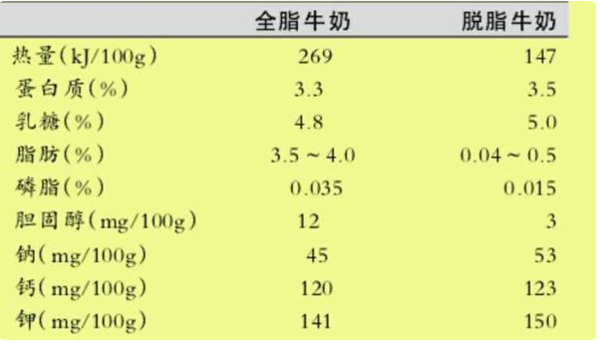 全脂牛奶 脱脂牛奶
热量(kJ/100g) 269 147
蛋白质(%) 3.3 3.5
乳糖(%) 4.8 5.0
脂肪(%) 3.5~4.0 0.04~0.5
磷脂(%) 0.035 0.015
胆固醇(mg/100g) 12 3
钠(mg/100g) 45 53
钙(mg/100g) 120 123
钾(mg/100g) 141 150